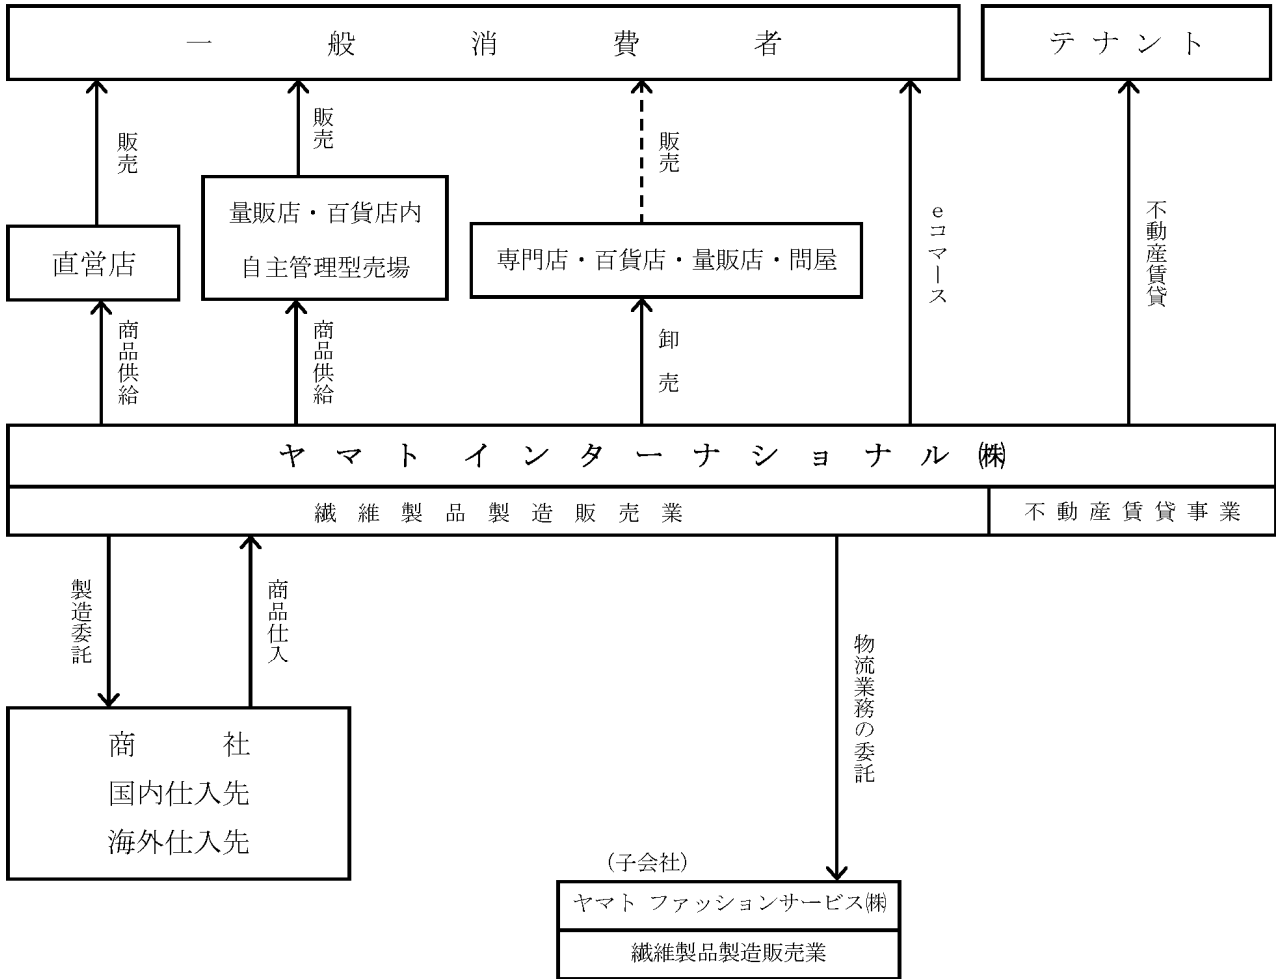 一般消費者
テナント
販売
販売
販売
eコマース
不動産賃貸
直営店
量販店・百貨店内
自主管理型売場
専門店・百貨店・量販店・問屋
商品供給
商品供給
卸売
ヤマトインターナショナル㈱
繊維製品製造販売業
不動産賃貸事業
製造委託
商品仕入
物流業務の委託
商社
国内仕入先
海外仕入先
(子会社)
ヤマト ファッションサービス㈱
繊維製品製造販売業